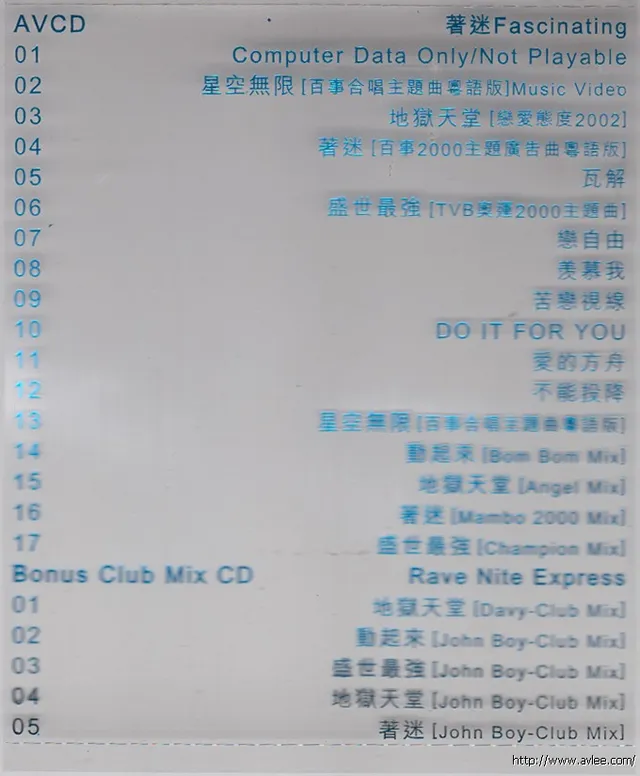 AVCD 著迷Fascinating
01 Computer Data Only/Not Playable
02 星空無限 [百事合唱主題曲粵語版]Music Video
03 地獄天堂 [戀愛態度2002]
04 著迷 [百事2000主題廣告曲粵語版]
05 瓦解
06 盛世最強 [TVB奧運2000主題曲]
07 戀自由
08 羨慕我
09 苦戀視線
10 DO IT FOR YOU
11 愛的方舟
12 不能投降
13 星空無限 [百事合唱主題曲粵語版]
14 動起來 [Bom Bom Mix]
15 地獄天堂 [Angel Mix]
16 著迷 [Mambo 2000 Mix]
17 盛世最強 [Champion Mix]
Bonus Club Mix CD Rave Nite Express
01 地獄天堂 [Davy-Club Mix]
02 動起來 [John Boy-Club Mix]
03 盛世最強 [John Boy-Club Mix]
04 地獄天堂 [John Boy-Club Mix]
05 著迷 [John Boy-Club Mix]
http://www.avlee.com/